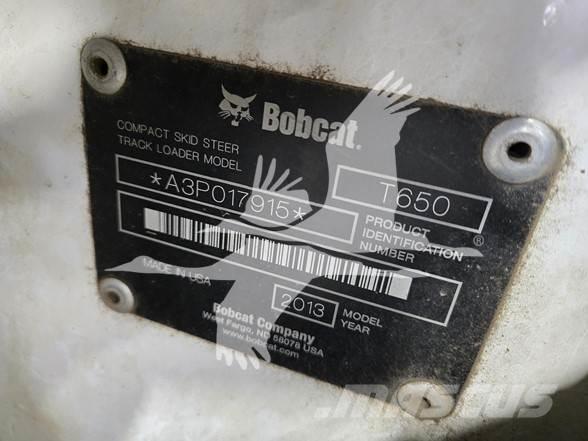 Bobcat®
COMPACT SKID STEER
TRACK LOADER MODEL
T650
*A3P017915*
PRODUCT
IDENTIFICATION
NUMBER
MADE IN USA
2013
MODEL
YEAR
Bobcat Company
West Fargo, ND 58078 USA
www.bobcat.com
®
MASCUS